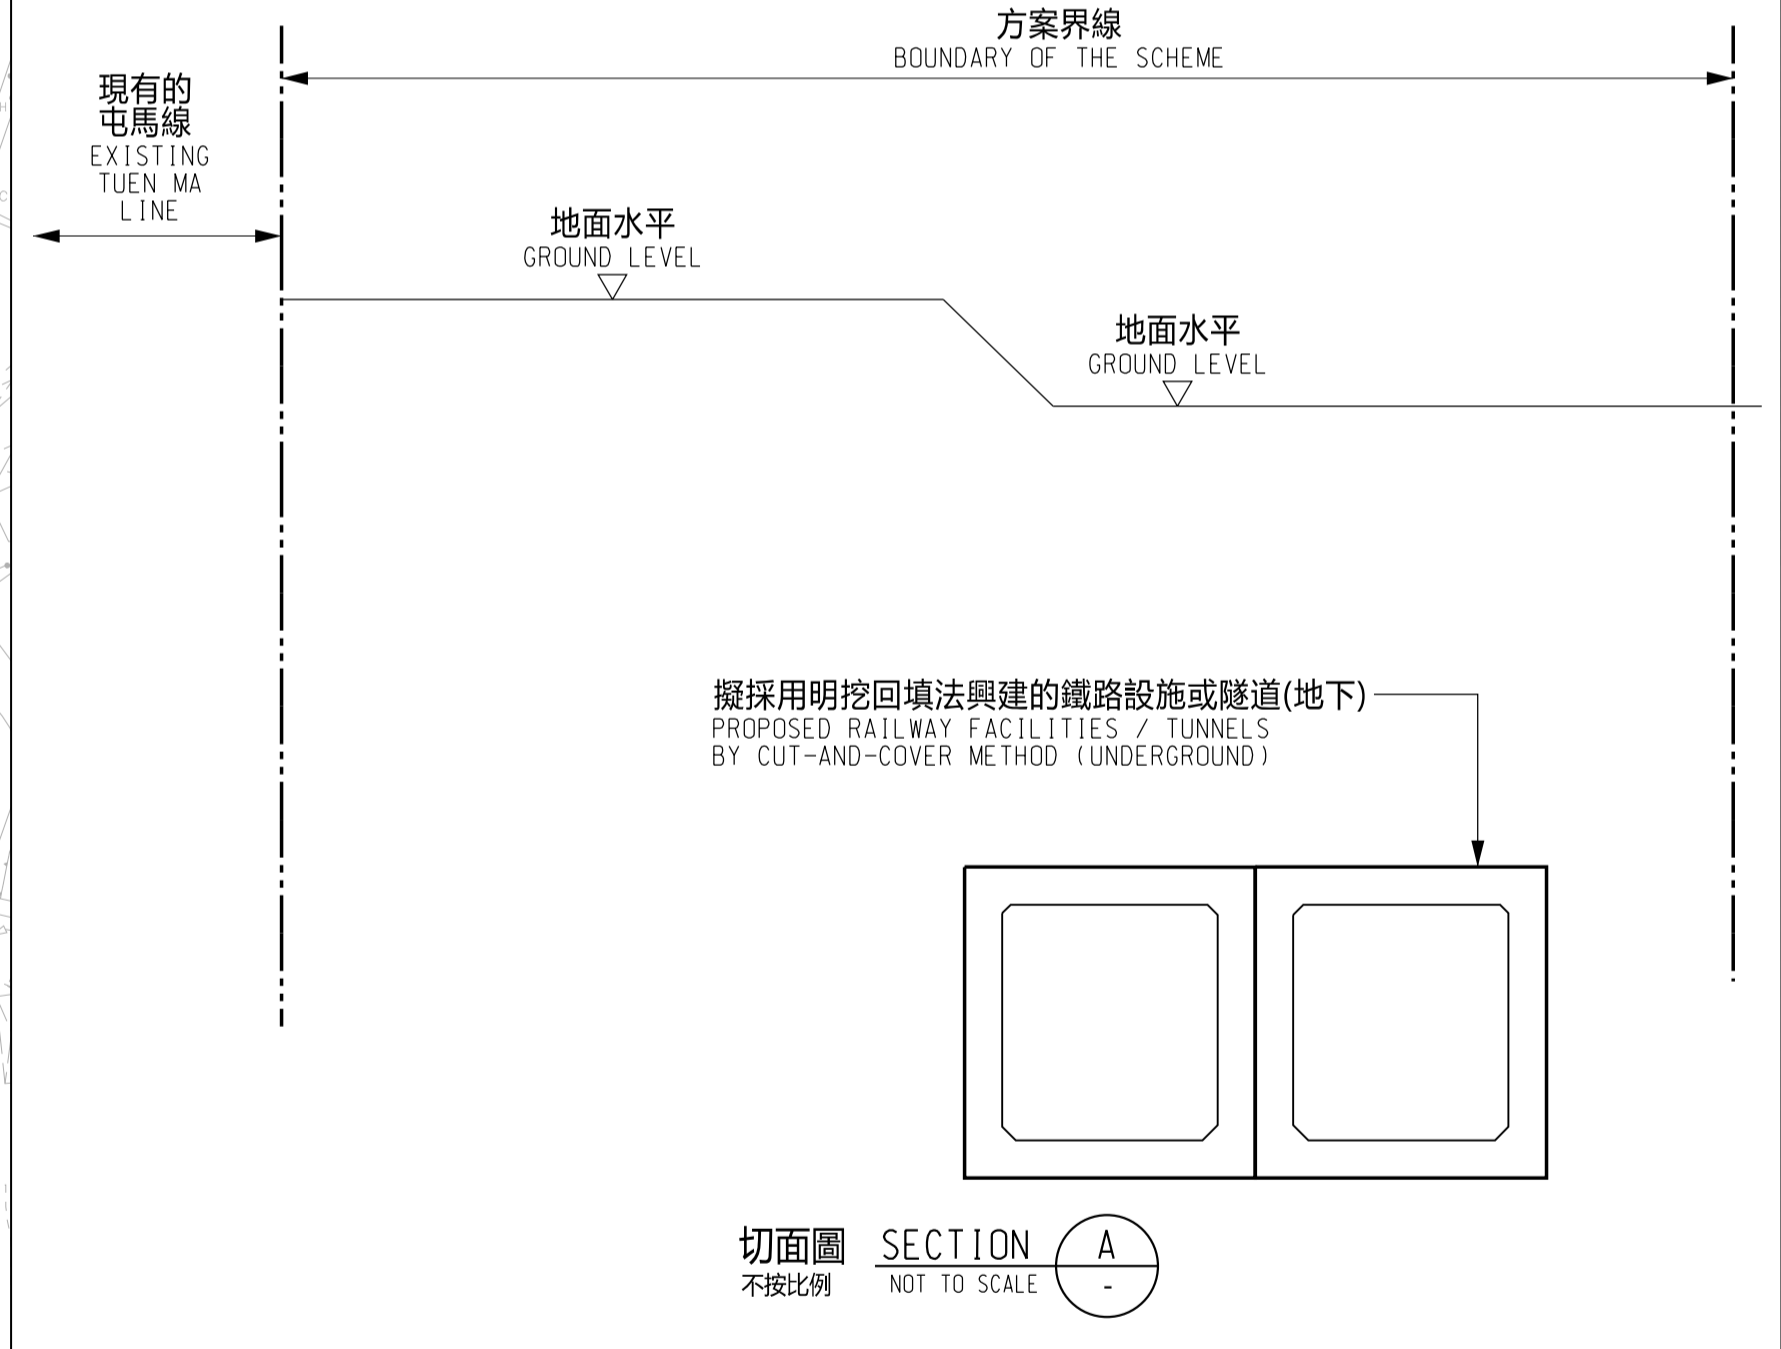 方案界線
BOUNDARY OF THE SCHEME
現有的
屯馬線
EXISTING
TUEN MA
LINE
地面水平
GROUND LEVEL
地面水平
GROUND LEVEL
擬採用明挖回填法興建的鐵路設施或隧道(地下)
PROPOSED RAILWAY FACILITIES / TUNNELS
BY CUT-AND-COVER METHOD (UNDERGROUND)
切面圖 SECTION A
不按比例 NOT TO SCALE -